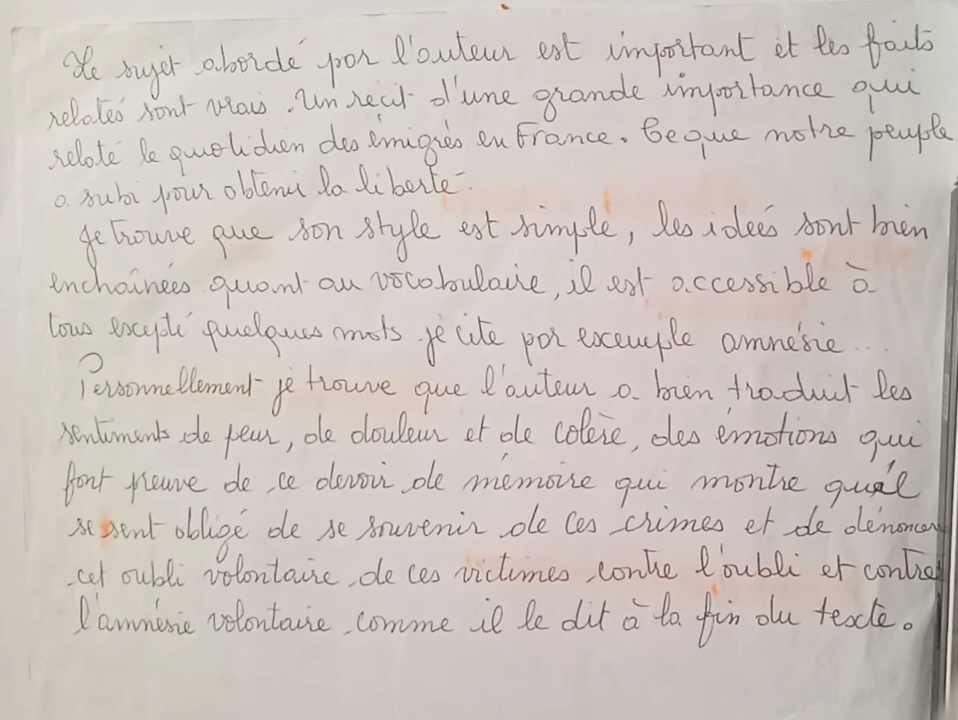 Le sujet abordé par l'auteur est important et les faits
relatés sont vrais. Un récit d'une grande importance qui
relaté le quotidien des émigrés en France. Ce que notre peuple
a subi pour obtenir la liberté.
Je trouve que son style est simple, les idées sont bien
enchaînées quant au vocabulaire, il est accessible à
tous escepté quelques mots je cite par escemple amnésie...
Personnellement je trouve que l'auteur a bien traduit les
sentiments de peur, de douleur et de colère, des émotions qui
font preuve de ce devoir de mémoire qui montre qu'il
se sent obligé de se souvenir de ces crimes et de dénoncer
cet oubli volontaire de ces victimes contre l'oubli et contre
l'amnésie volontaire comme il le dit à la fin du texte.